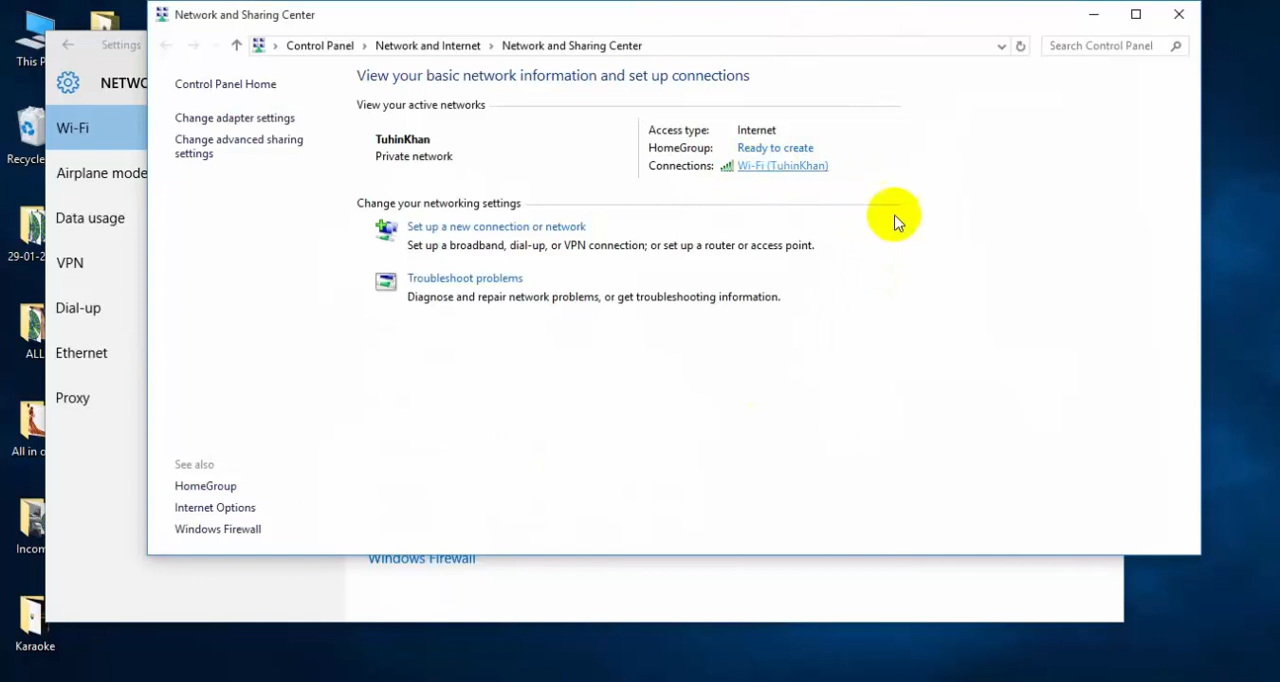 Network and Sharing Center
Control Panel > Network and Internet > Network and Sharing Center
Search Control Panel
This P
Recycle
29-01-2
ALL
All in o
Incom
Karaoke
Settings
NETWO
Wi-Fi
Airplane mode
Data usage
VPN
Dial-up
Ethernet
Proxy
Control Panel Home
Change adapter settings
Change advanced sharing
settings
See also
HomeGroup
Internet Options
Windows Firewall
View your basic network information and set up connections
View your active networks
TuhinKhan
Private network
Access type: Internet
HomeGroup: Ready to create
Connections: Wi-Fi (TuhinKhan)
Change your networking settings
Set up a new connection or network
Set up a broadband, dial-up, or VPN connection; or set up a router or access point.
Troubleshoot problems
Diagnose and repair network problems, or get troubleshooting information.
Windows Firewall